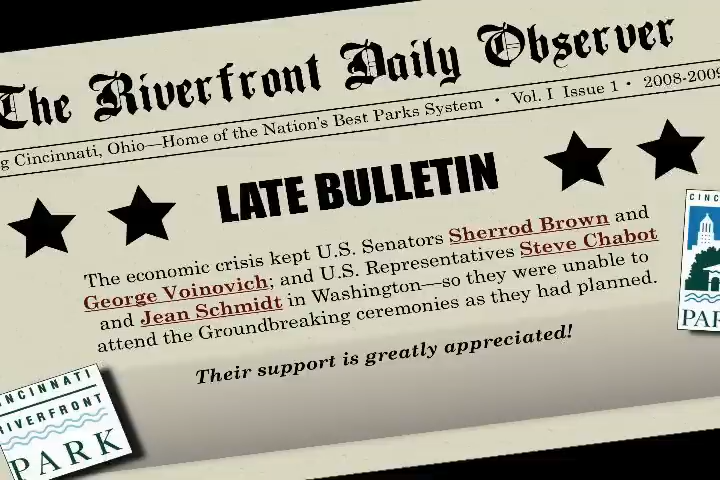 The Riverfront Daily Observer
g Cincinnati, Ohio—Home of the Nation's Best Parks System • Vol. I Issue 1 • 2008-2009
LATE BULLETIN
The economic crisis kept U.S. Senators Sherrod Brown and
George Voinovich; and U.S. Representatives Steve Chabot
and Jean Schmidt in Washington—so they were unable to
attend the Groundbreaking ceremonies as they had planned.
Their support is greatly appreciated!
CINC
PAR
INCINNATI
RIVERFRONT
PARK